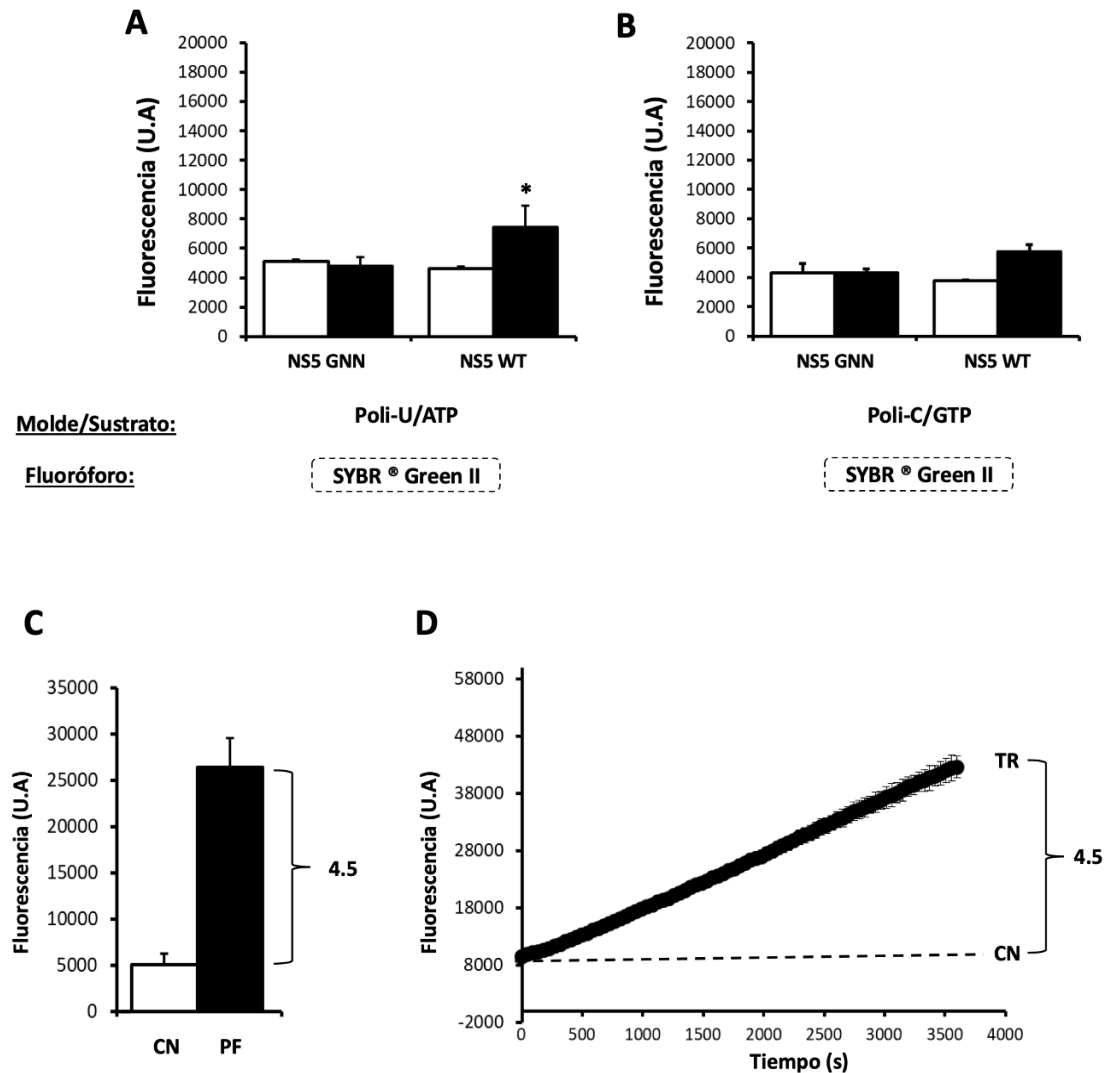 A
Fluorescencia (U.A)
20000
18000
16000
14000
12000
10000
8000
6000
4000
2000
0
*
NS5 GNN NS5 WT
B
Fluorescencia (U.A)
20000
18000
16000
14000
12000
10000
8000
6000
4000
2000
0
NS5 GNN NS5 WT
Molde/Sustrato: Poli-U/ATP Poli-C/GTP
Fluoróforo: SYBR ® Green II SYBR ® Green II
C
Fluorescencia (U.A)
35000
30000
25000
20000
15000
10000
5000
0
4.5
CN PF
D
Fluorescencia (U.A)
58000
48000
38000
28000
18000
8000
-2000
TR
4.5
CN
0 500 1000 1500 2000 2500 3000 3500 4000
Tiempo (s)